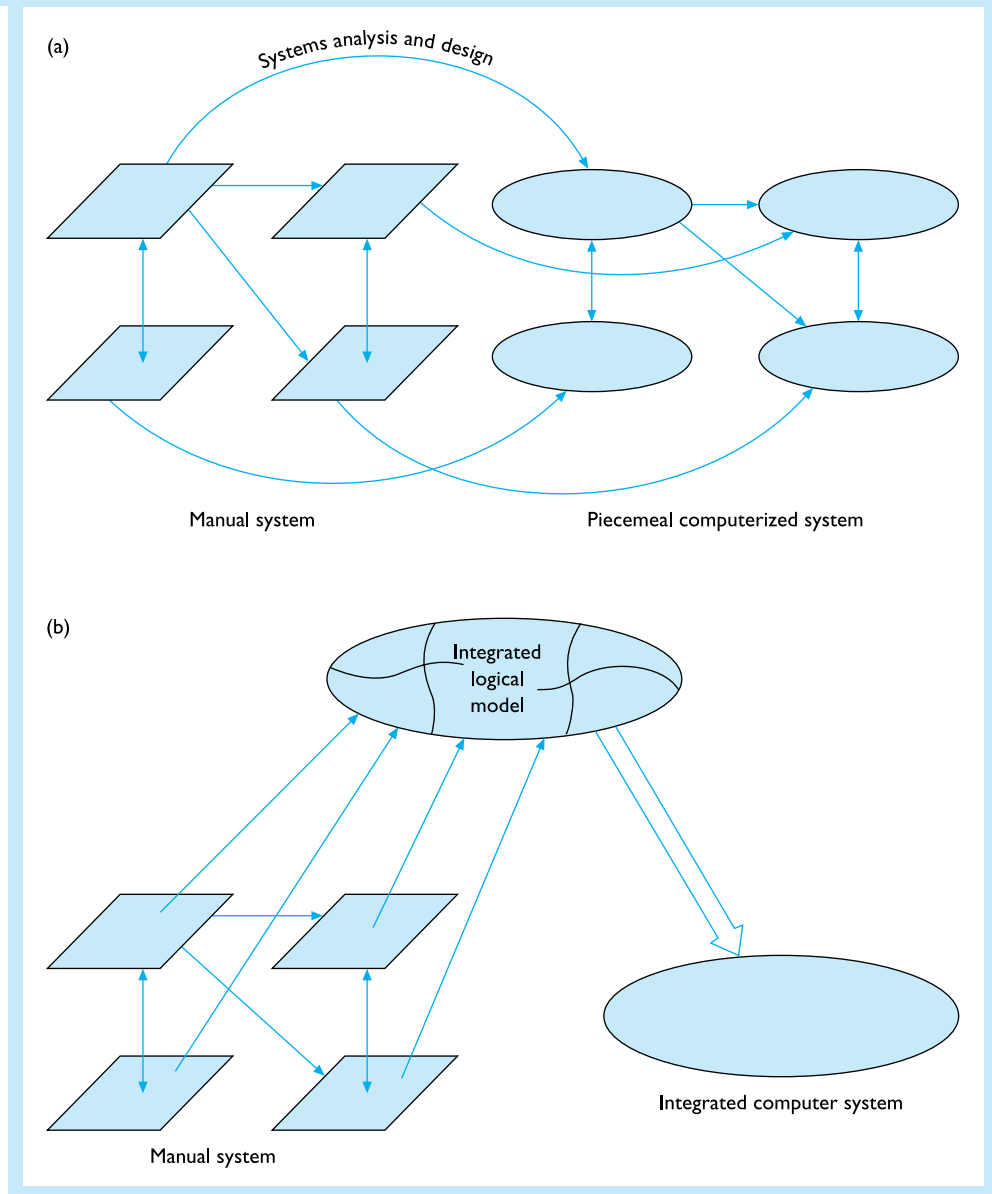 (a)
Systems analysis and design
Manual system
Piecemeal computerized system
(b)
Integrated
logical
model
Integrated computer system
Manual system